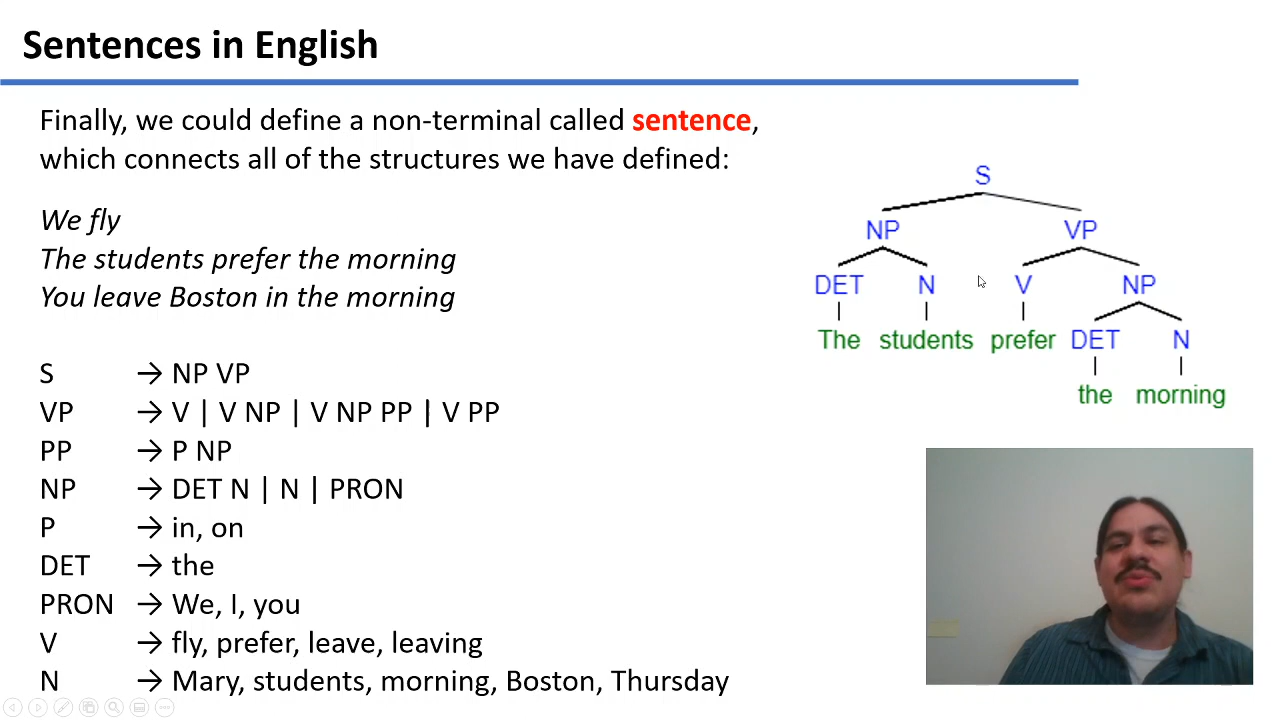 Sentences in English
Finally, we could define a non-terminal called sentence,
which connects all of the structures we have defined:
We fly
The students prefer the morning
You leave Boston in the morning
S → NP VP
VP → V | V NP | V NP PP | V PP
PP → P NP
NP → DET N | N | PRON
P → in, on
DET → the
PRON → We, I, you
V → fly, prefer, leave, leaving
N → Mary, students, morning, Boston, Thursday
S
NP VP
DET N V NP
The students prefer DET N
the morning